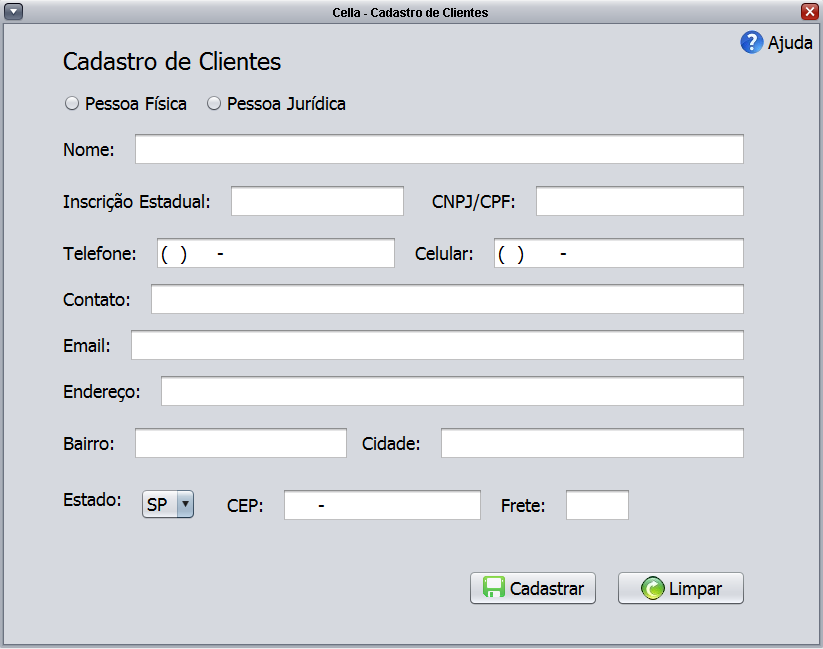 Cella - Cadastro de Clientes
? Ajuda
Cadastro de Clientes
Pessoa Física Pessoa Jurídica
Nome:
Inscrição Estadual: CNPJ/CPF:
Telefone: ( ) - Celular: ( ) -
Contato:
Email:
Endereço:
Bairro: Cidade:
Estado: SP CEP: - Frete:
Cadastrar Limpar